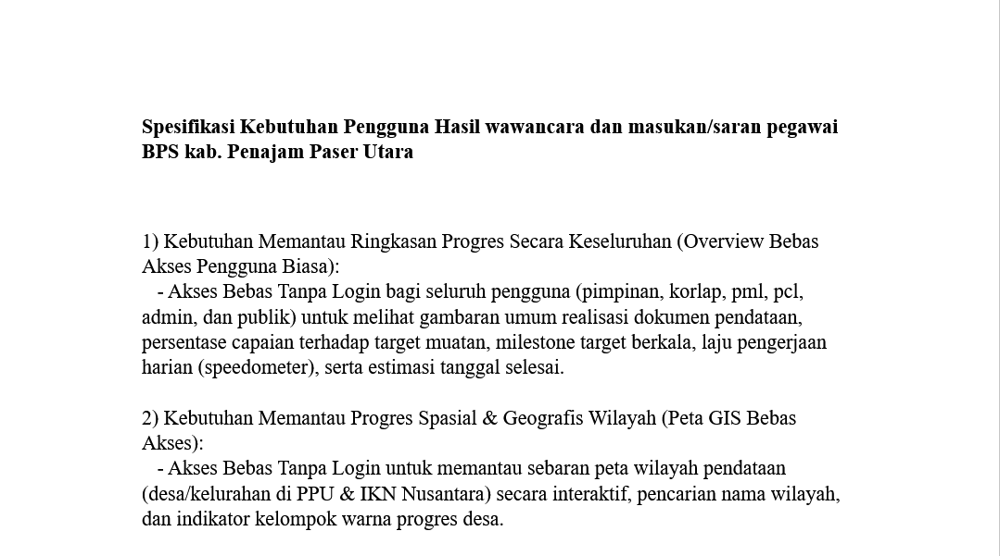 Spesifikasi Kebutuhan Pengguna Hasil wawancara dan masukan/saran pegawai
BPS kab. Penajam Paser Utara
1) Kebutuhan Memantau Ringkasan Progres Secara Keseluruhan (Overview Bebas
Akses Pengguna Biasa):
- Akses Bebas Tanpa Login bagi seluruh pengguna (pimpinan, korlap, pml, pcl,
admin, dan publik) untuk melihat gambaran umum realisasi dokumen pendataan,
persentase capaian terhadap target muatan, milestone target berkala, laju pengerjaan
harian (speedometer), serta estimasi tanggal selesai.
2) Kebutuhan Memantau Progres Spasial & Geografis Wilayah (Peta GIS Bebas
Akses):
- Akses Bebas Tanpa Login untuk memantau sebaran peta wilayah pendataan
(desa/kelurahan di PPU & IKN Nusantara) secara interaktif, pencarian nama wilayah,
dan indikator kelompok warna progres desa.